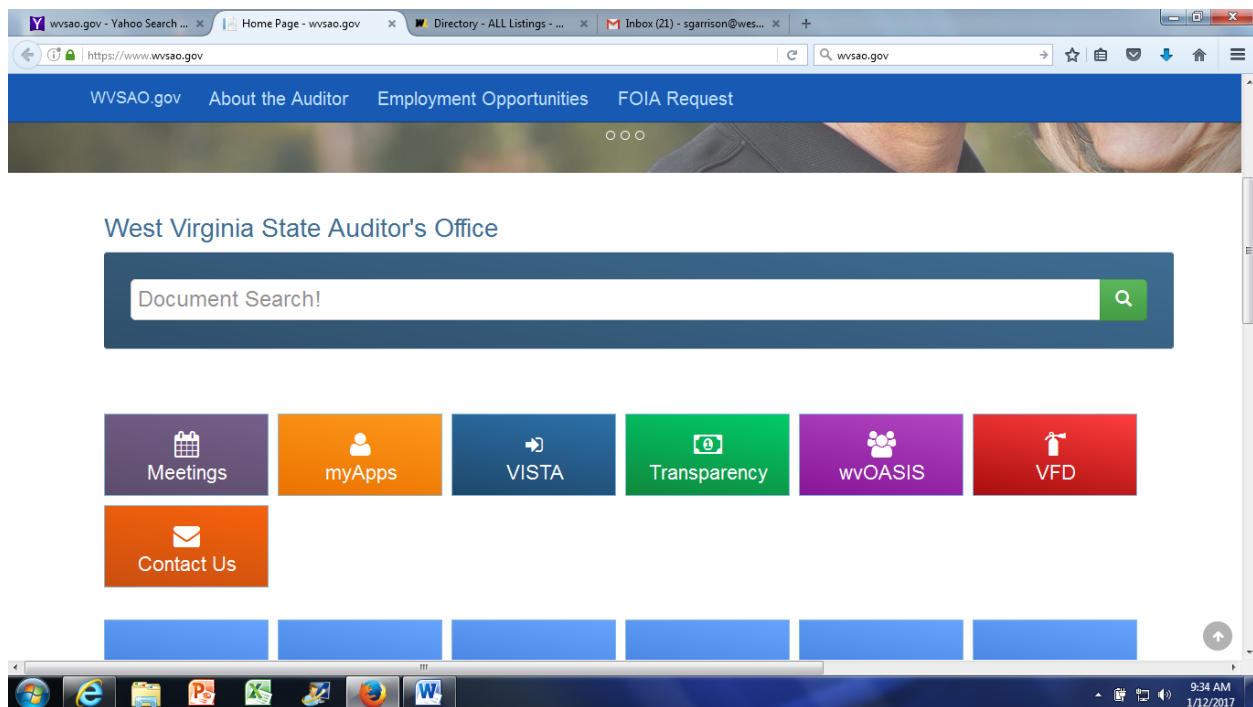 wvsao.gov - Yahoo Search ...
Home Page - wvsao.gov
Directory - ALL Listings - ...
Inbox (21) - sgarrison@wes...
https://www.wvsao.gov
wvsao.gov
WVSAO.gov About the Auditor Employment Opportunities FOIA Request
West Virginia State Auditor's Office
Document Search!
Meetings
myApps
VISTA
Transparency
wvOASIS
VFD
Contact Us
9:34 AM
1/12/2017